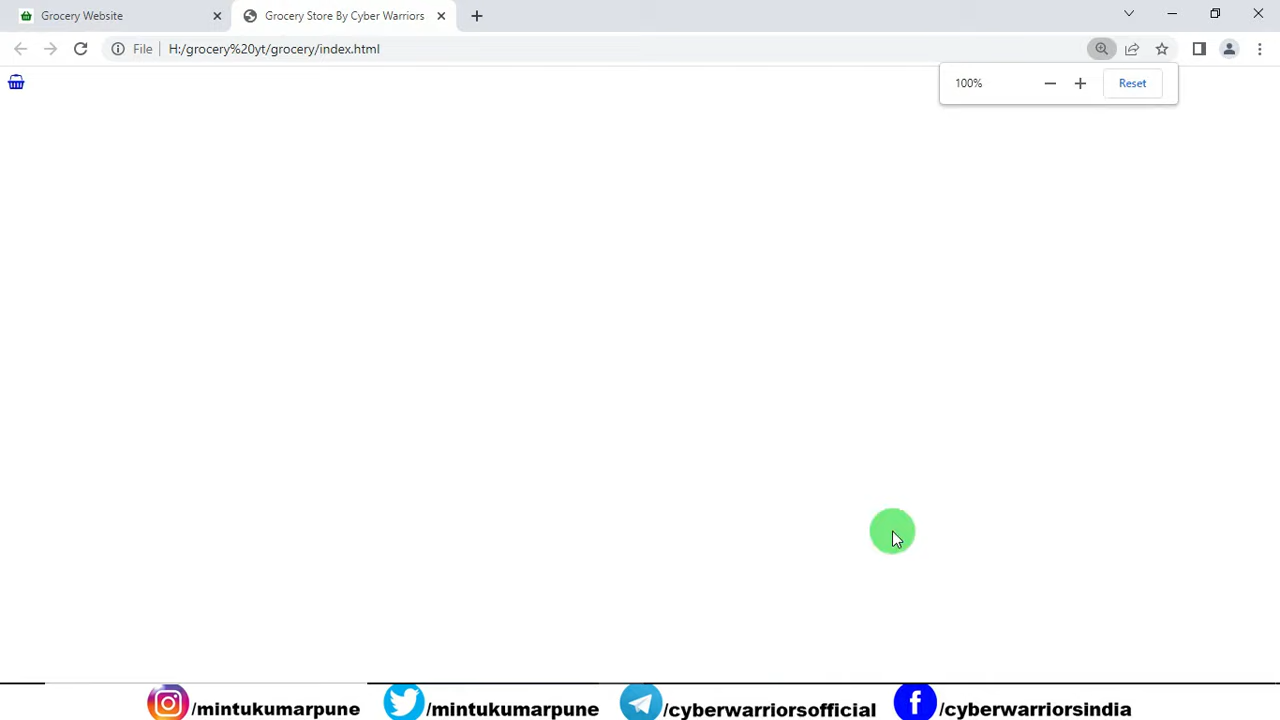 Grocery Website
Grocery Store By Cyber Warriors
File
H:/grocery%20yt/grocery/index.html
100%
Reset
/mintukumarpune
/mintukumarpune
/cyberwarriorsofficial
/cyberwarriorsindia